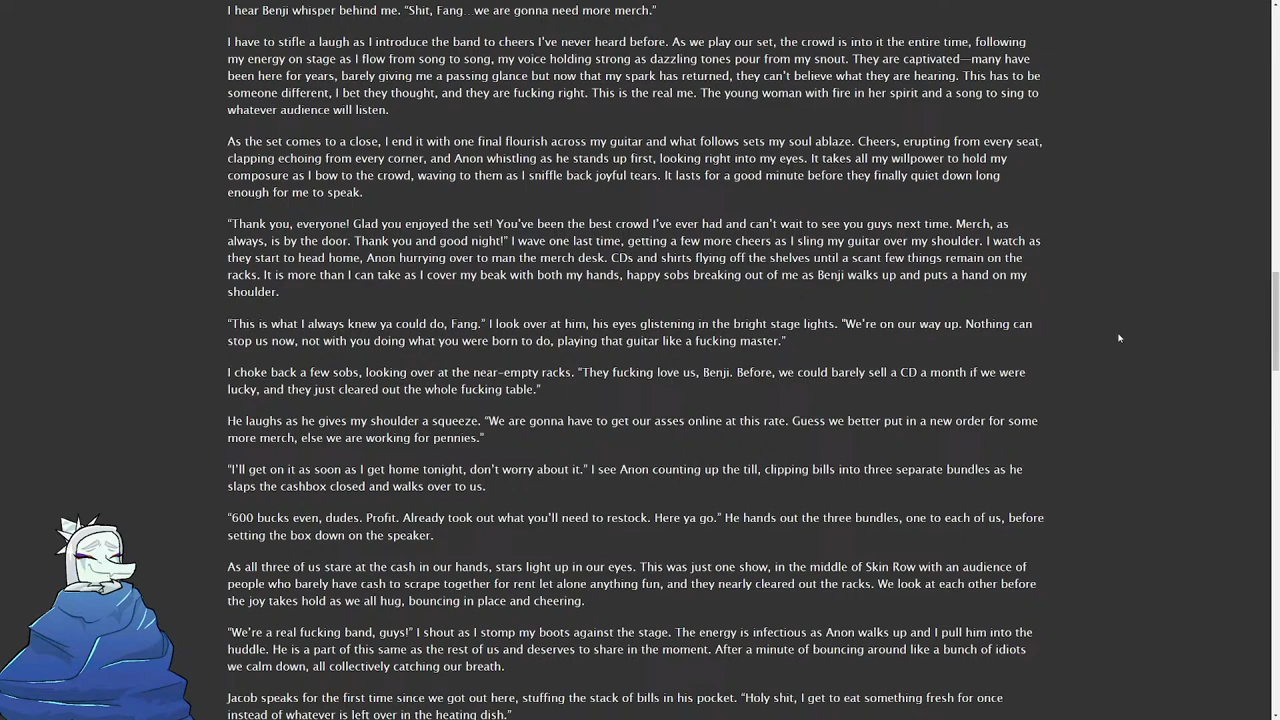 I hear Benji whisper behind me. “Shit, Fang…we are gonna need more merch.”
I have to stifle a laugh as I introduce the band to cheers I’ve never heard before. As we play our set, the crowd is into it the entire time, following
my energy on stage as I flow from song to song, my voice holding strong as dazzling tones pour from my snout. They are captivated—many have
been here for years, barely giving me a passing glance but now that my spark has returned, they can’t believe what they are hearing. This has to be
someone different, I bet they thought, and they are fucking right. This is the real me. The young woman with fire in her spirit and a song to sing to
whatever audience will listen.
As the set comes to a close, I end it with one final flourish across my guitar and what follows sets my soul ablaze. Cheers, erupting from every seat,
clapping echoing from every corner, and Anon whistling as he stands up first, looking right into my eyes. It takes all my willpower to hold my
composure as I bow to the crowd, waving to them as I sniffle back joyful tears. It lasts for a good minute before they finally quiet down long
enough for me to speak.
“Thank you, everyone! Glad you enjoyed the set! You’ve been the best crowd I’ve ever had and can’t wait to see you guys next time. Merch, as
always, is by the door. Thank you and good night!” I wave one last time, getting a few more cheers as I sling my guitar over my shoulder. I watch as
they start to head home, Anon hurrying over to man the merch desk. CDs and shirts flying off the shelves until a scant few things remain on the
racks. It is more than I can take as I cover my beak with both my hands, happy sobs breaking out of me as Benji walks up and puts a hand on my
shoulder.
“This is what I always knew ya could do, Fang.” I look over at him, his eyes glistening in the bright stage lights. “We’re on our way up. Nothing can
stop us now, not with you doing what you were born to do, playing that guitar like a fucking master.”
I choke back a few sobs, looking over at the near-empty racks. “They fucking love us, Benji. Before, we could barely sell a CD a month if we were
lucky, and they just cleared out the whole fucking table.”
He laughs as he gives my shoulder a squeeze. “We are gonna have to get our asses online at this rate. Guess we better put in a new order for some
more merch, else we are working for pennies.”
“I’ll get on it as soon as I get home tonight, don’t worry about it.” I see Anon counting up the till, clipping bills into three separate bundles as he
slaps the cashbox closed and walks over to us.
“600 bucks even, dudes. Profit. Already took out what you’ll need to restock. Here ya go.” He hands out the three bundles, one to each of us, before
setting the box down on the speaker.
As all three of us stare at the cash in our hands, stars light up in our eyes. This was just one show, in the middle of Skin Row with an audience of
people who barely have cash to scrape together for rent let alone anything fun, and they nearly cleared out the racks. We look at each other before
the joy takes hold as we all hug, bouncing in place and cheering.
“We’re a real fucking band, guys!” I shout as I stomp my boots against the stage. The energy is infectious as Anon walks up and I pull him into the
huddle. He is a part of this same as the rest of us and deserves to share in the moment. After a minute of bouncing around like a bunch of idiots
we calm down, all collectively catching our breath.
Jacob speaks for the first time since we got out here, stuffing the stack of bills in his pocket. “Holy shit, I get to eat something fresh for once
instead of whatever is left over in the heating dish.”